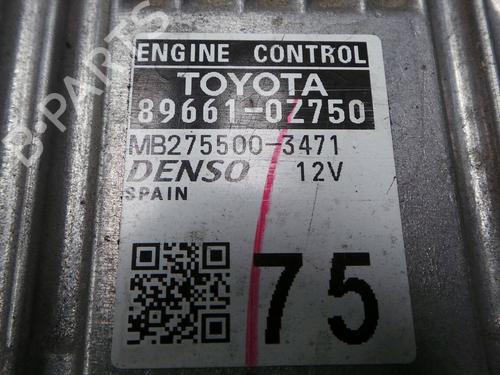 B-PARTS
ENGINE CONTROL
TOYOTA
89661-0Z750
MB275500-3471
DENSO 12V
SPAIN
75